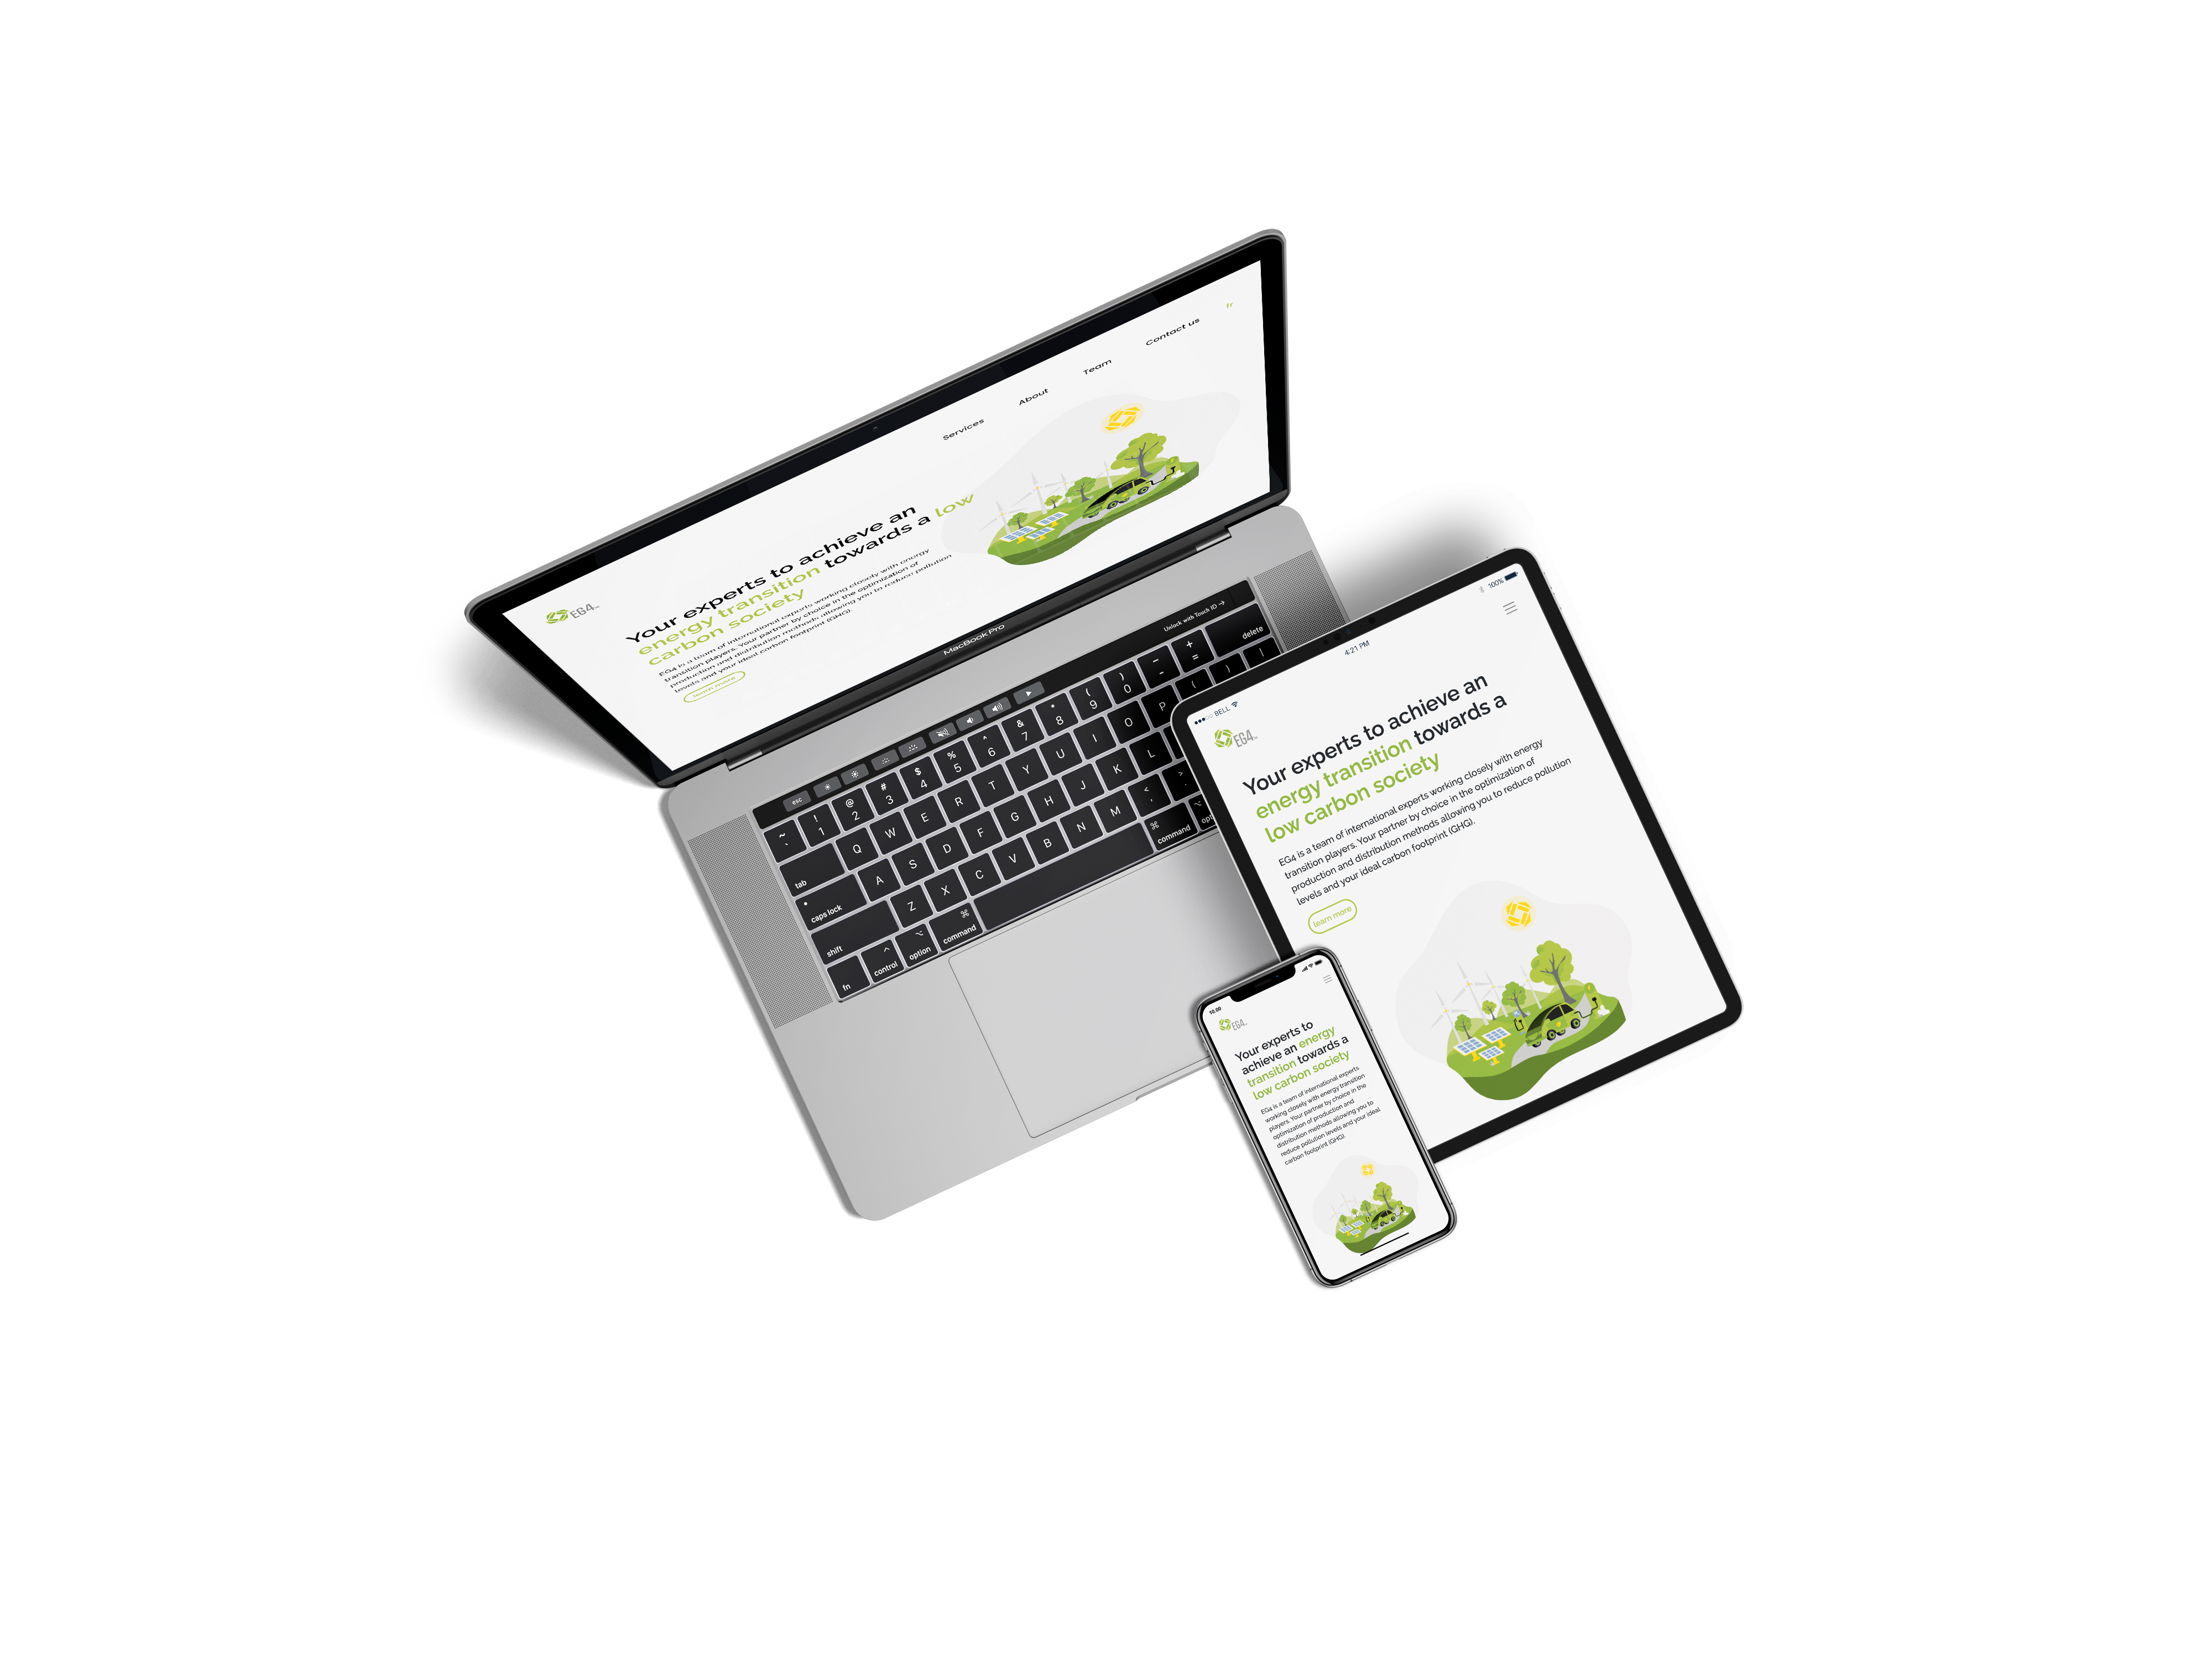 Services
About
Team
Contact us
fr
EG4
Your experts to achieve an
energy transition towards a low
carbon society
EG4 is a team of international experts working closely with energy
transition players. Your partner by choice in the optimization of
production and distribution methods allowing you to reduce pollution
levels and your ideal carbon footprint (GHG).
learn more
MacBook Pro
Unlock with Touch ID →
esc
~ ! @ # $ % ^ & * ( ) − +
` 1 2 3 4 5 6 7 8 9 0 - = delete
tab Q W E R T Y U I O P { } |
caps lock A S D F G H J K L
shift Z X C V B N M < >
, .
fn control option command command
BELL
4:21 PM
100%
EG4
Your experts to achieve an
energy transition towards a
low carbon society
EG4 is a team of international experts working closely with energy
transition players. Your partner by choice in the optimization of
production and distribution methods allowing you to reduce pollution
levels and your ideal carbon footprint (GHG).
learn more
10:00
EG4
Your experts to
achieve an energy
transition towards a
low carbon society
EG4 is a team of international experts
working closely with energy transition
players. Your partner by choice in the
optimization of production and
distribution methods allowing you to
reduce pollution levels and your ideal
carbon footprint (GHG).